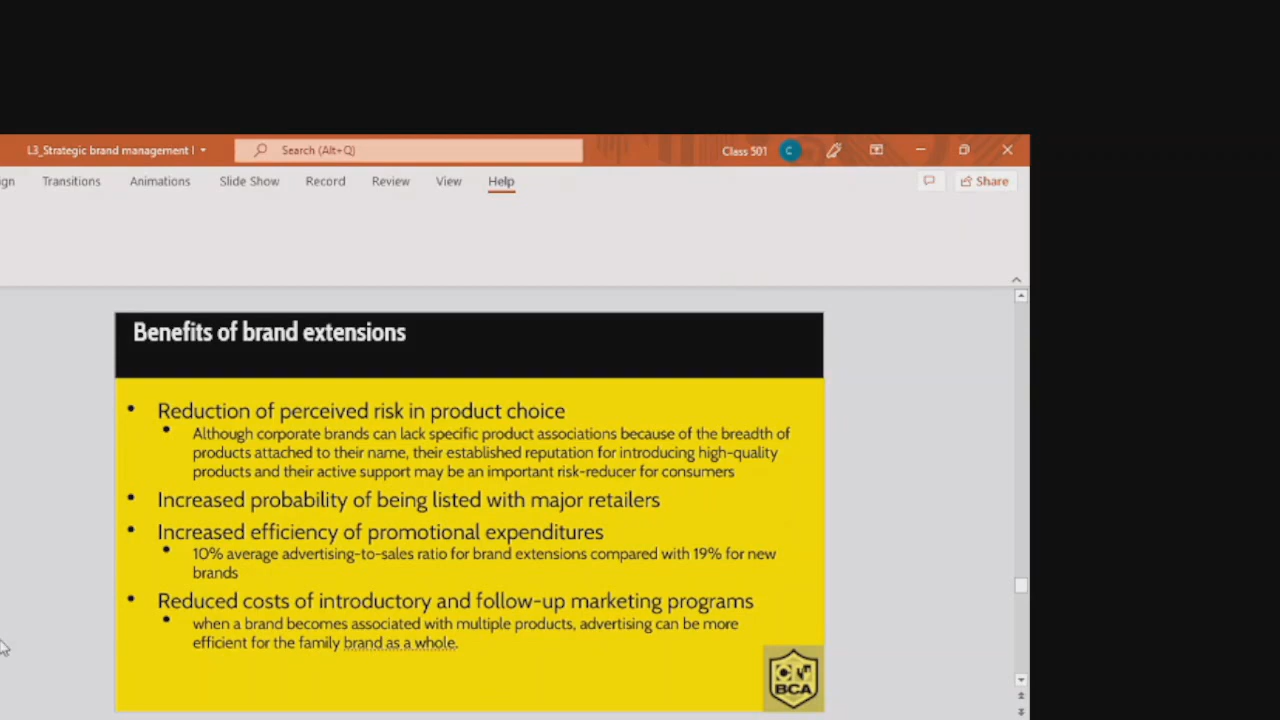 L3_Strategic brand management
Search (Alt+Q)
Class 501
C
Transitions
Animations
Slide Show
Record
Review
View
Help
Share
Benefits of brand extensions
• Reduction of perceived risk in product choice
• Although corporate brands can lack specific product associations because of the breadth of
products attached to their name, their established reputation for introducing high-quality
products and their active support may be an important risk-reducer for consumers
• Increased probability of being listed with major retailers
• Increased efficiency of promotional expenditures
• 10% average advertising-to-sales ratio for brand extensions compared with 19% for new
brands
• Reduced costs of introductory and follow-up marketing programs
• when a brand becomes associated with multiple products, advertising can be more
efficient for the family brand as a whole.
BCA